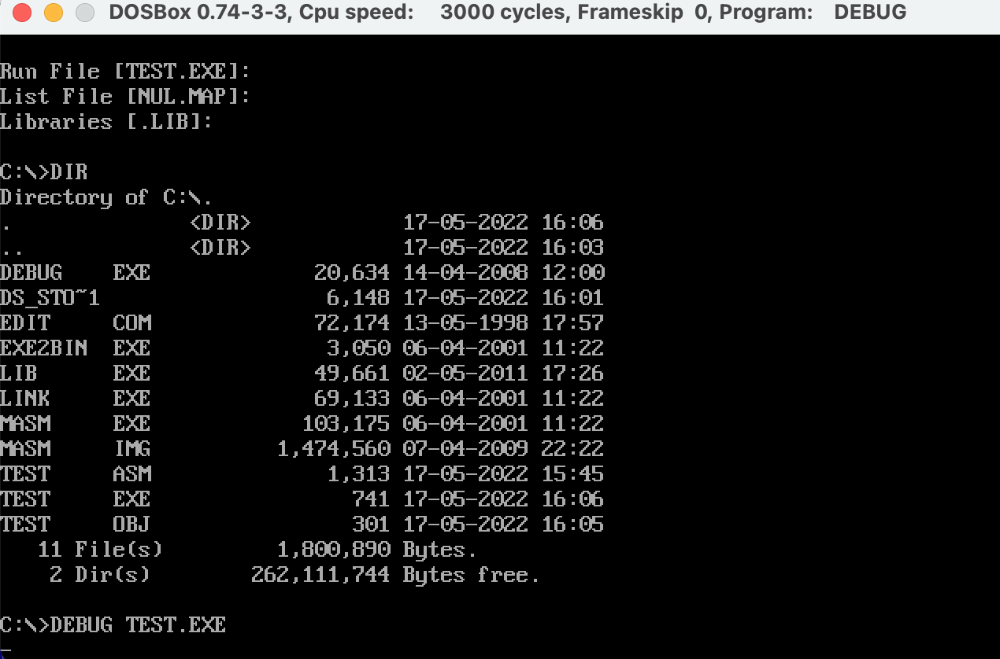 DOSBox 0.74-3-3, Cpu speed: 3000 cycles, Frameskip 0, Program: DEBUG
Run File [TEST.EXE]:
List File [NUL.MAP]:
Libraries [.LIB]:
C:\>DIR
Directory of C:\.
. <DIR> 17-05-2022 16:06
.. <DIR> 17-05-2022 16:03
DEBUG EXE 20,634 14-04-2008 12:00
DS_STO~1 6,148 17-05-2022 16:01
EDIT COM 72,174 13-05-1998 17:57
EXE2BIN EXE 3,050 06-04-2001 11:22
LIB EXE 49,661 02-05-2011 17:26
LINK EXE 69,133 06-04-2001 11:22
MASM EXE 103,175 06-04-2001 11:22
MASM IMG 1,474,560 07-04-2009 22:22
TEST ASM 1,313 17-05-2022 15:45
TEST EXE 741 17-05-2022 16:06
TEST OBJ 301 17-05-2022 16:05
11 File(s) 1,800,890 Bytes.
2 Dir(s) 262,111,744 Bytes free.
C:\>DEBUG TEST.EXE
_